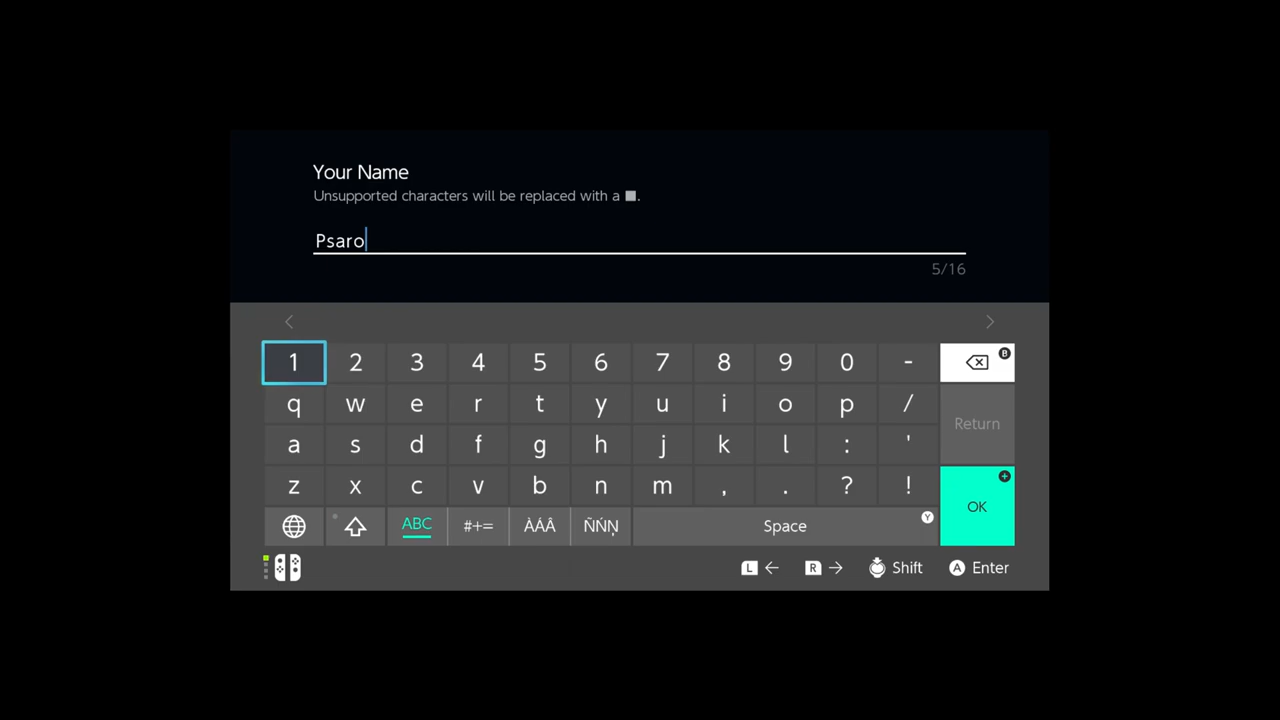 Your Name
Unsupported characters will be replaced with a ■.
Psaro
5/16
< >
1 2 3 4 5 6 7 8 9 0 - B
q w e r t y u i o p / Return
a s d f g h j k l : '
z x c v b n m , . ? ! + OK
ABC #+= ÀÁÂ ÑŃŅ Space Y
L ← R → Shift A Enter